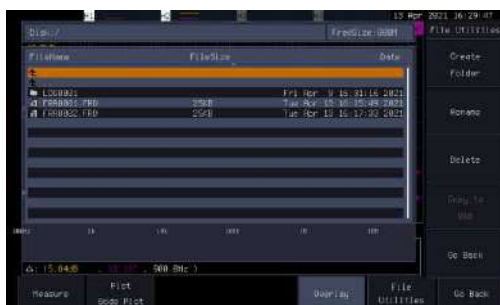 13 Apr 2021 16:29:47
Disk:/
File Utilities
FileName FileSize Date
LOG0001 Fri Apr 9 16:31:16 2021
FRA0001.FRD 25KB Tue Apr 13 16:15:49 2021
FRA0002.FRD 25KB Tue Apr 13 16:17:33 2021
Create
Folder
Rename
Delete
Copy to
USB
Go Back
Measure
Plot
Bode Plot
Overlay
File
Utilities
Go Back